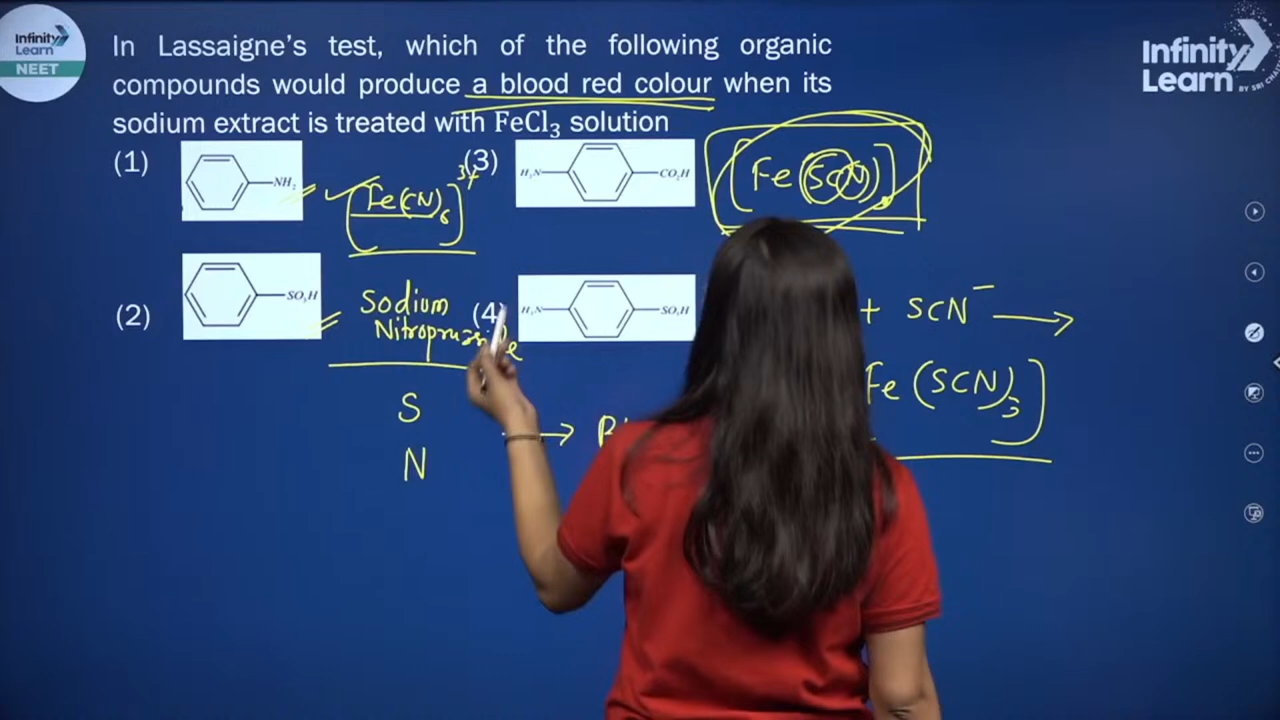 Infinity
Learn
NEET
In Lassaigne's test, which of the following organic
compounds would produce a blood red colour when its
sodium extract is treated with FeCl₃ solution
Infinity
Learn
BY SRI
(1)
NH₂
[Fe(CN)₆]
(3)
H₂N
CO₂H
[Fe(SCN)]
(2)
SO₃H
Sodium
(4)
H₂N
SO₃H
+ SCN⁻ →
Fe(SCN)₃]
S
N
→